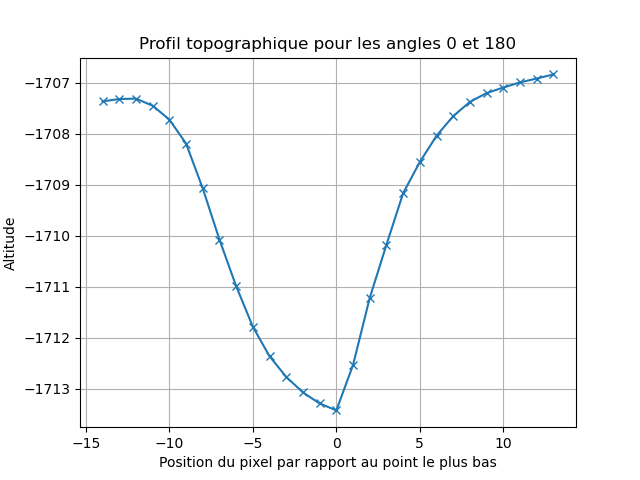 Profil topographique pour les angles 0 et 180
Altitude
−1707
−1708
−1709
−1710
−1711
−1712
−1713
−15 −10 −5 0 5 10
Position du pixel par rapport au point le plus bas